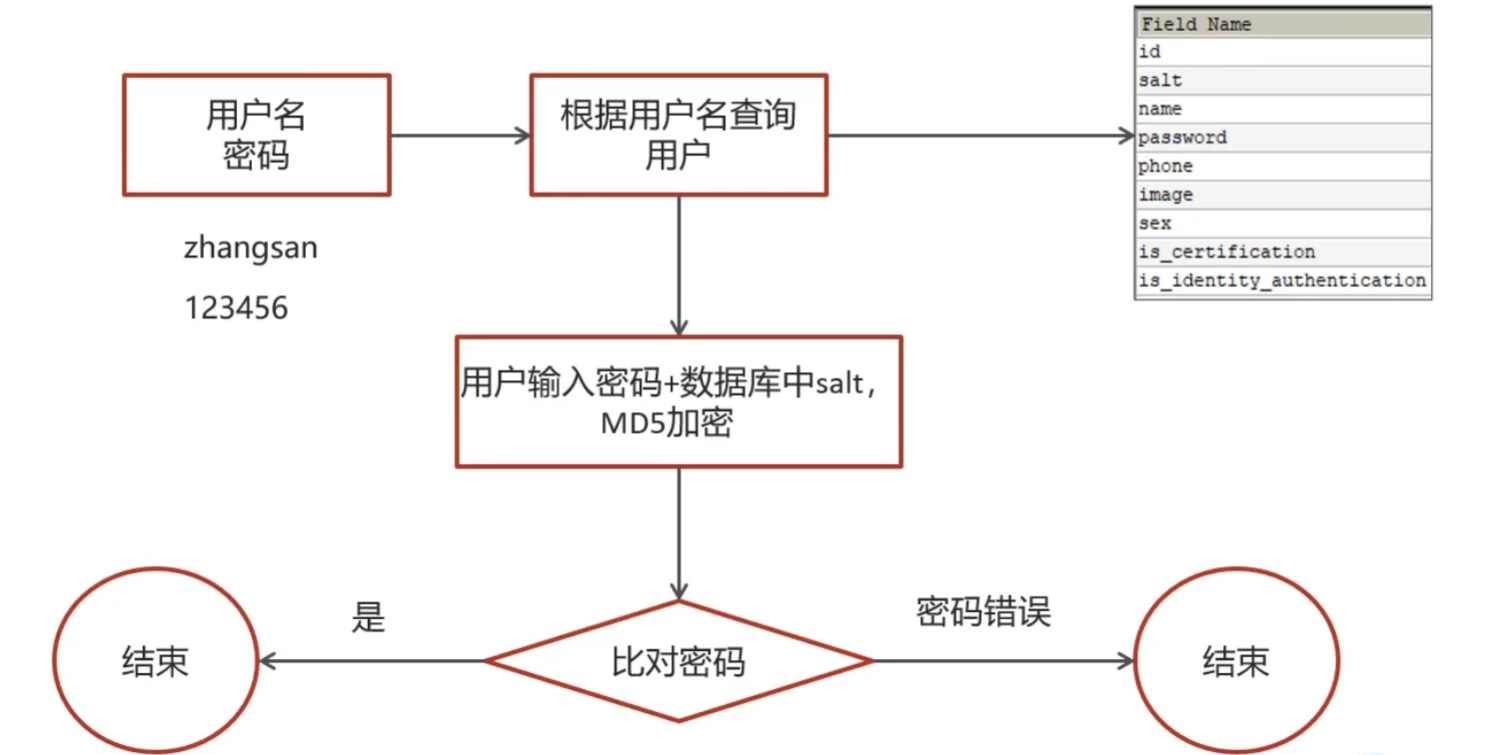 用户名
密码
zhangsan
123456
根据用户名查询
用户
Field Name
id
salt
name
password
phone
image
sex
is_certification
is_identity_authentication
用户输入密码+数据库中salt，
MD5加密
比对密码
是
结束
密码错误
结束